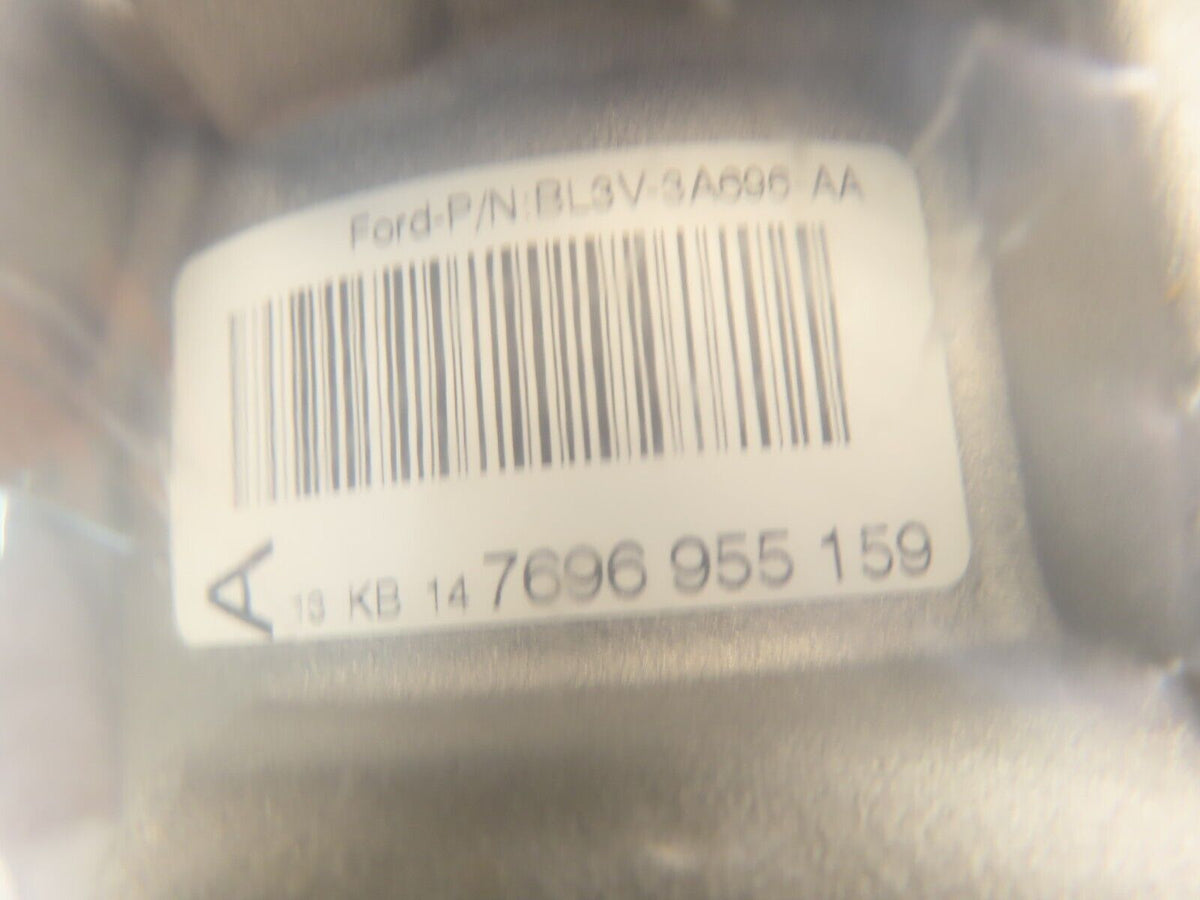 Ford-P/N:BL3V-3A696-AA
A 13 KB 14 7696 955 159